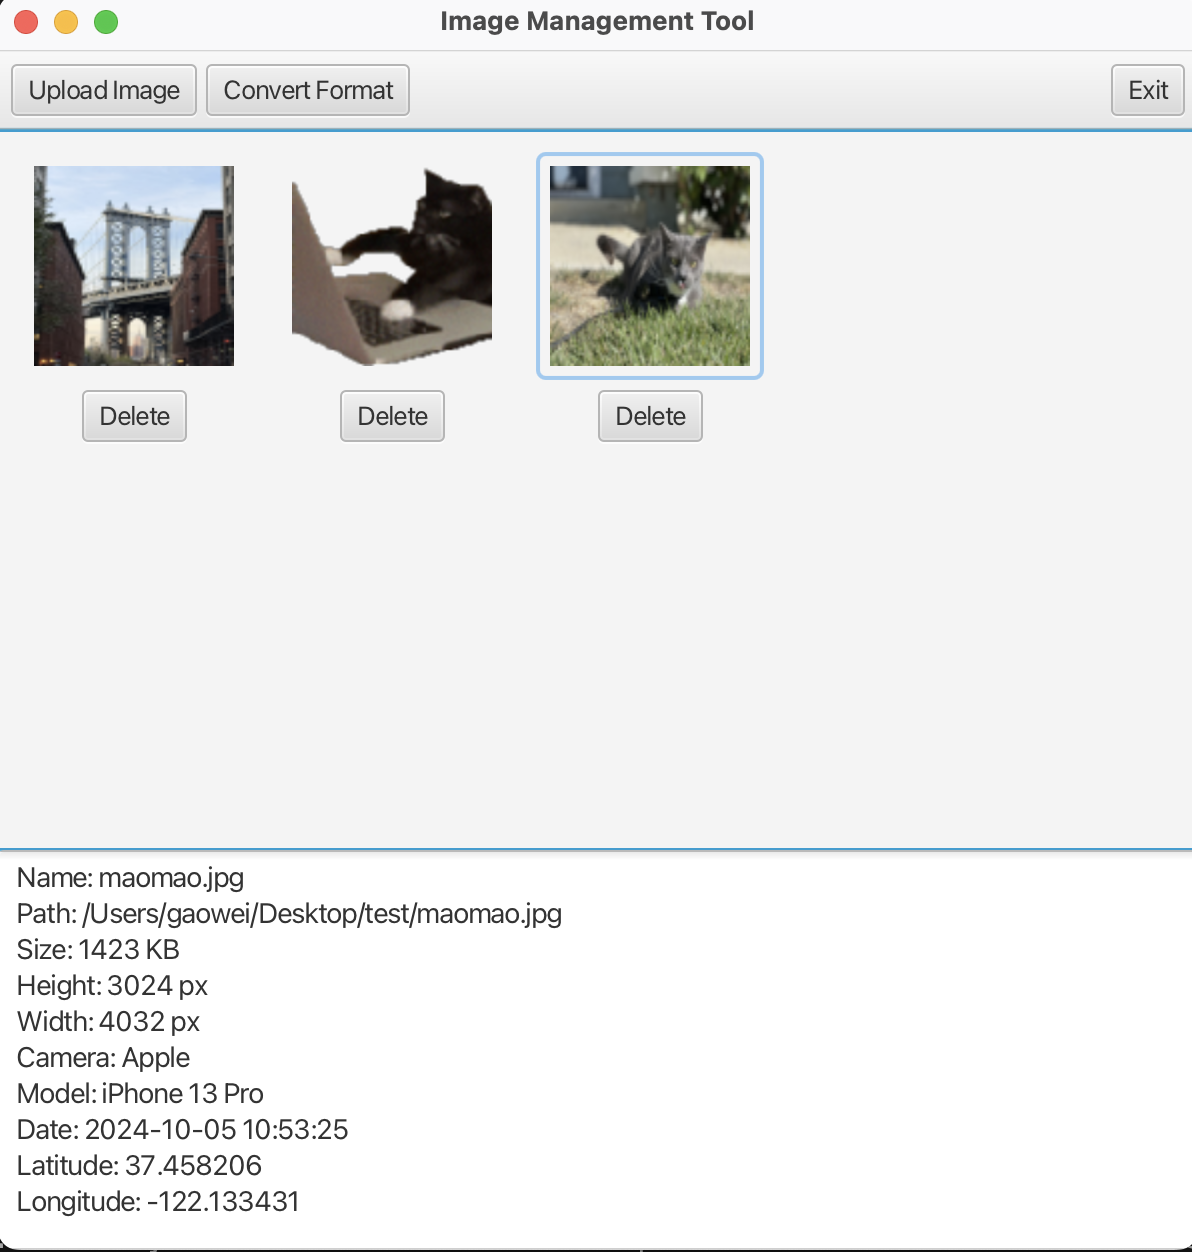 Image Management Tool
Upload Image Convert Format Exit
Delete Delete Delete
Name: maomao.jpg
Path: /Users/gaowei/Desktop/test/maomao.jpg
Size: 1423 KB
Height: 3024 px
Width: 4032 px
Camera: Apple
Model: iPhone 13 Pro
Date: 2024-10-05 10:53:25
Latitude: 37.458206
Longitude: -122.133431